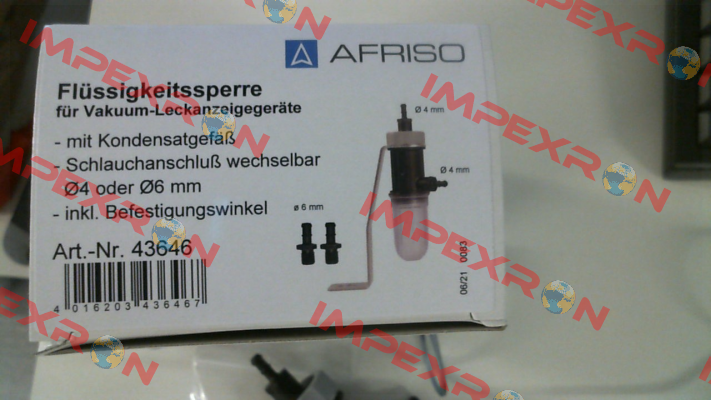 AFRISO
Flüssigkeitssperre
für Vakuum-Leckanzeigegeräte
- mit Kondensatgefäß
- Schlauchanschluß wechselbar
Ø4 oder Ø6 mm
- inkl. Befestigungswinkel
Ø 4 mm
Ø 4 mm
ø 6 mm
Art.-Nr. 43646
4 016203 436467
06/21 0083
IMPEXRON
IMPEXRON
IMPEXRON
IMPEXRON
IMPEXRON
IMPEXRON
IMPEXRON